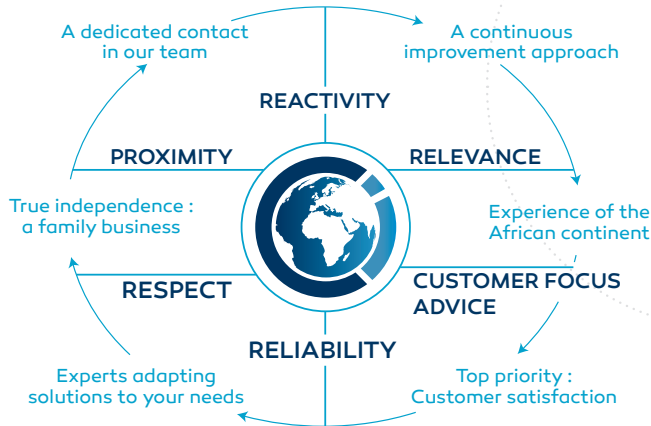 A dedicated contact
in our team
A continuous
improvement approach
REACTIVITY
PROXIMITY
RELEVANCE
True independence :
a family business
Experience of the
African continent
RESPECT
CUSTOMER FOCUS
ADVICE
RELIABILITY
Experts adapting
solutions to your needs
Top priority :
Customer satisfaction